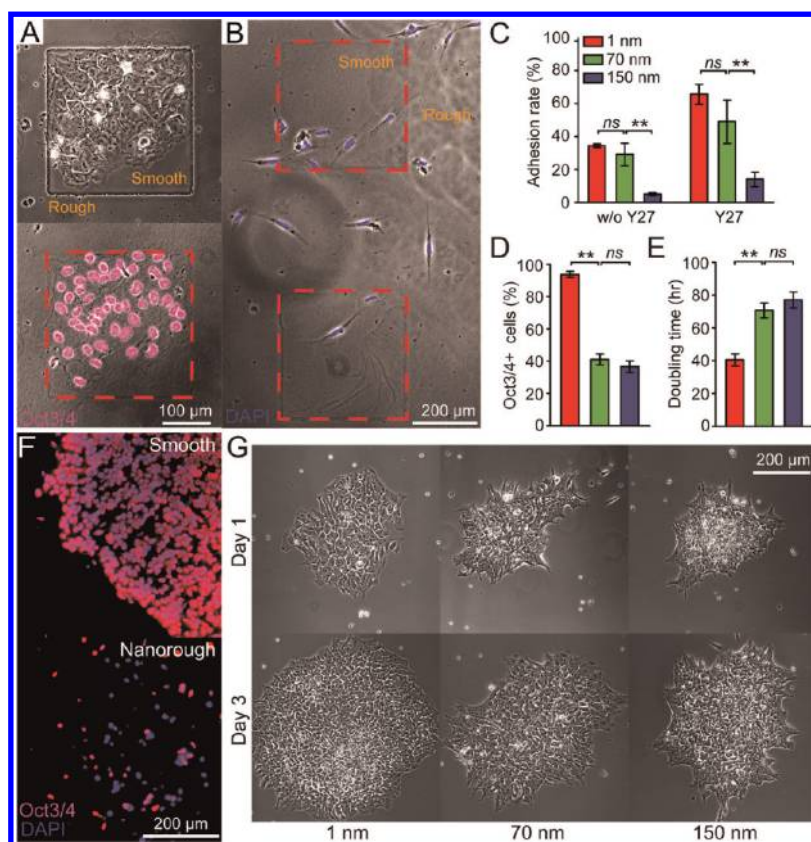 A
Smooth
Rough
Oct3/4
100 μm
B
Smooth
Rough
DAPI
200 μm
C
1 nm
70 nm
150 nm
Adhesion rate
(%)
100
80
60
40
20
0
ns
**
ns
**
w/o Y27
Y27
D
Oct3/4+ cells (%)
100
80
60
40
20
0
**
ns
E
Doubling time (hr)
100
80
60
40
20
0
**
ns
F
Smooth
Nanorough
Oct3/4
DAPI
200 μm
G
200 μm
Day 1
Day 3
1 nm
70 nm
150 nm